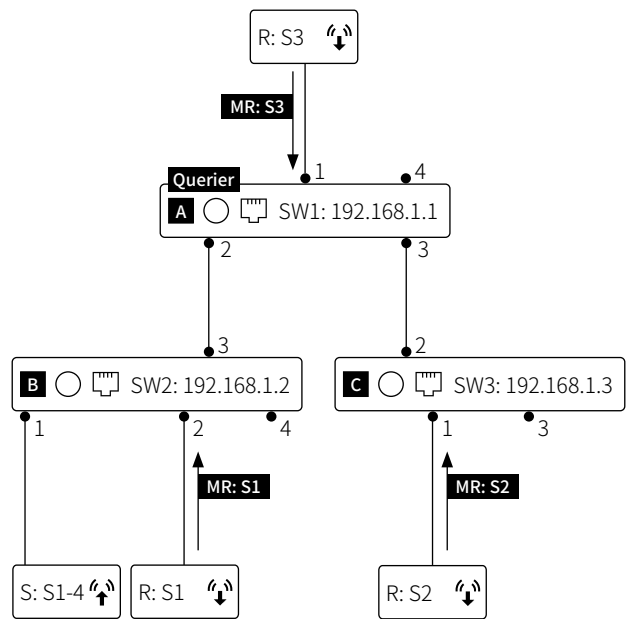 R: S3
MR: S3
1
4
Querier
A SW1: 192.168.1.1
2
3
3
2
B SW2: 192.168.1.2
C SW3: 192.168.1.3
1
2
4
1
3
MR: S1
MR: S2
S: S1-4
R: S1
R: S2